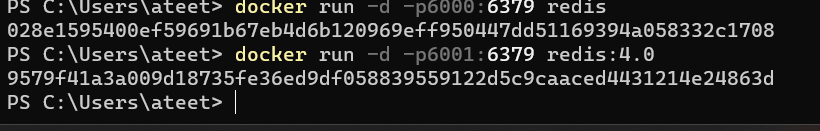 PS C:\Users\ateet> docker run -d -p6000:6379 redis
028e1595400ef59691b67eb4d6b120969eff950447dd51169394a058332c1708
PS C:\Users\ateet> docker run -d -p6001:6379 redis:4.0
9579f41a3a009d18735fe36ed9df058839559122d5c9caaced4431214e24863d
PS C:\Users\ateet>